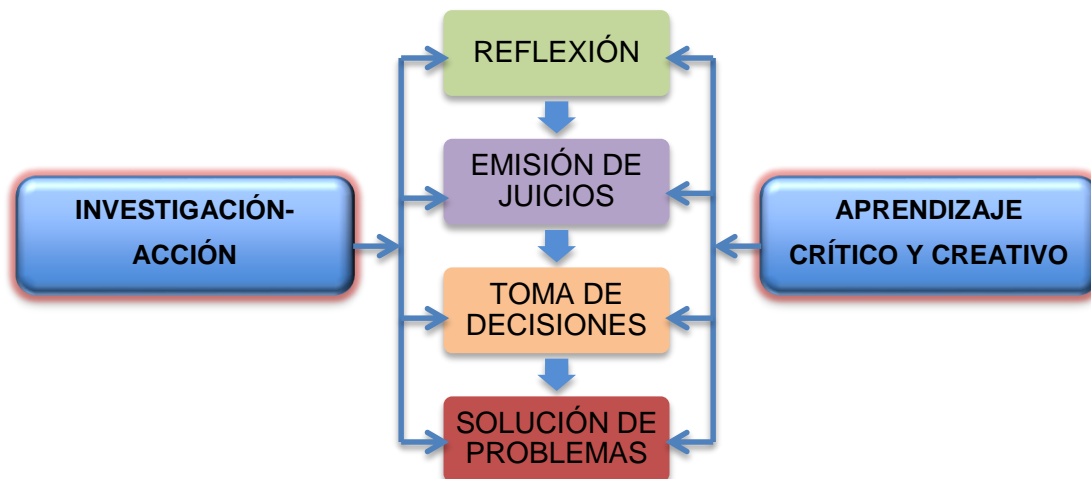 REFLEXIÓN
EMISIÓN DE
JUICIOS
INVESTIGACIÓN-
ACCIÓN
APRENDIZAJE
CRÍTICO Y CREATIVO
TOMA DE
DECISIONES
SOLUCIÓN DE
PROBLEMAS